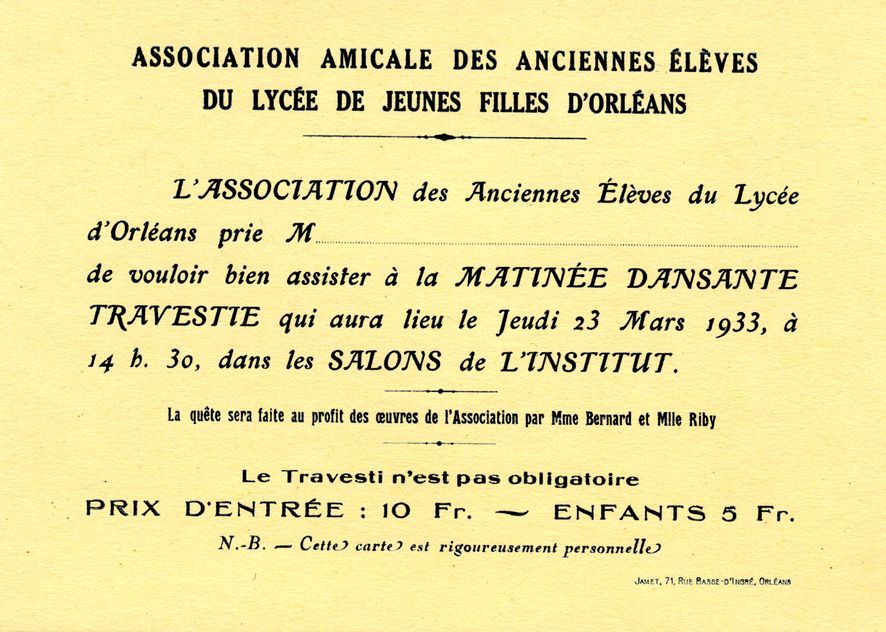 ASSOCIATION AMICALE DES ANCIENNES ÉLÈVES
DU LYCÉE DE JEUNES FILLES D'ORLÉANS
L'ASSOCIATION des Anciennes Élèves du Lycée
d'Orléans prie M
de vouloir bien assister à la MATINÉE DANSANTE
TRAVESTIE qui aura lieu le Jeudi 23 Mars 1933, à
14 h. 30, dans les SALONS de L'INSTITUT.
La quête sera faite au profit des œuvres de l'Association par Mme Bernard et Mlle Riby
Le Travesti n'est pas obligatoire
PRIX D'ENTRÉE : 10 Fr. — ENFANTS 5 Fr.
N.-B. — Cette carte est rigoureusement personnelle
JAMET, 71, RUE BASSE-D'INGRÉ, ORLÉANS